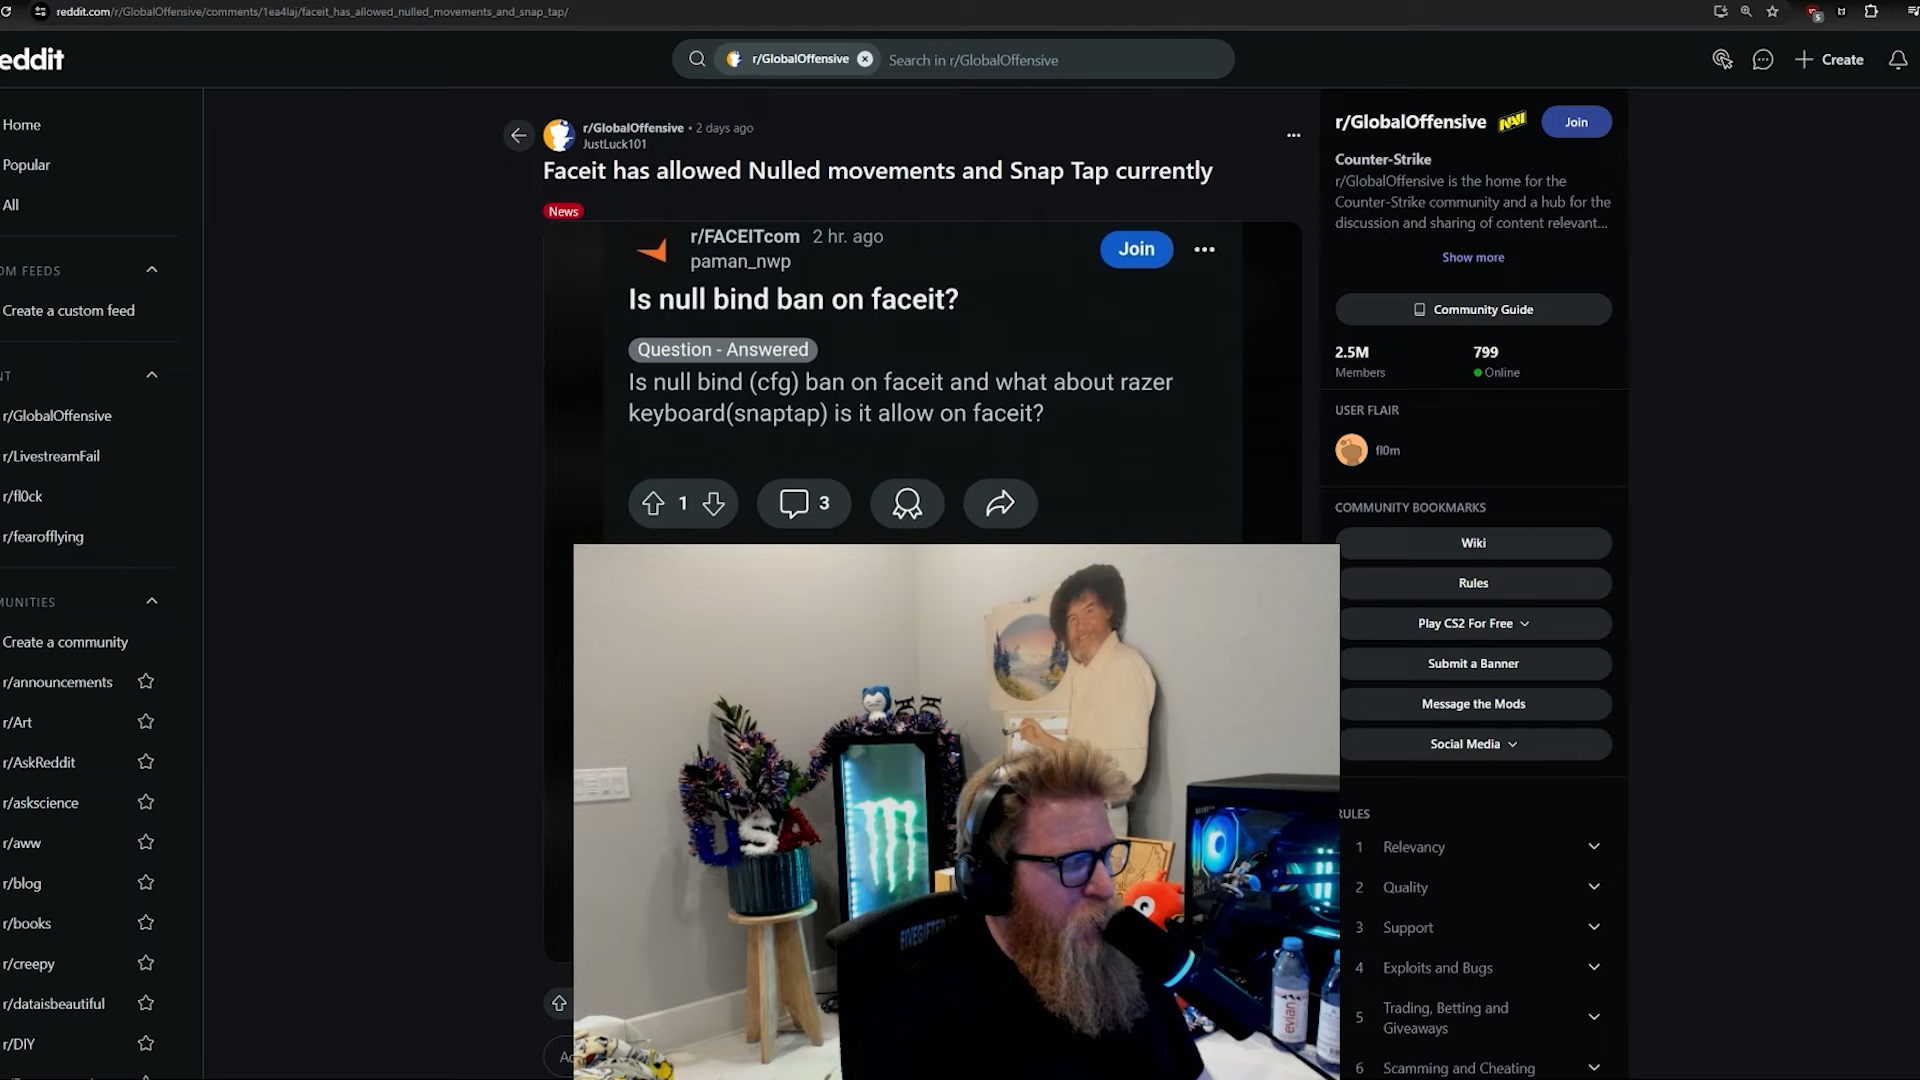 reddit.com/r/GlobalOffensive/comments/1ea4laj/faceit_has_allowed_nulled_movements_and_snap_tap/
5
eddit
r/GlobalOffensive
Search in r/GlobalOffensive
Create
Home
Popular
All
OM FEEDS
Create a custom feed
NT
r/GlobalOffensive
r/LivestreamFail
r/fl0ck
r/fearofflying
MUNITIES
Create a community
r/announcements
r/Art
r/AskReddit
r/askscience
r/aww
r/blog
r/books
r/creepy
r/dataisbeautiful
r/DIY
r/GlobalOffensive • 2 days ago
JustLuck101
Faceit has allowed Nulled movements and Snap Tap currently
News
r/FACEITcom 2 hr. ago
paman_nwp
Join
Is null bind ban on faceit?
Question - Answered
Is null bind (cfg) ban on faceit and what about razer
keyboard(snaptap) is it allow on faceit?
1
3
USA
evian
Ad
r/GlobalOffensive
NAVI
Join
Counter-Strike
r/GlobalOffensive is the home for the
Counter-Strike community and a hub for the
discussion and sharing of content relevant...
Show more
Community Guide
2.5M
799
Members
Online
USER FLAIR
fl0m
COMMUNITY BOOKMARKS
Wiki
Rules
Play CS2 For Free
Submit a Banner
Message the Mods
Social Media
RULES
1 Relevancy
2 Quality
3 Support
4 Exploits and Bugs
5 Trading, Betting and
Giveaways
6 Scamming and Cheating